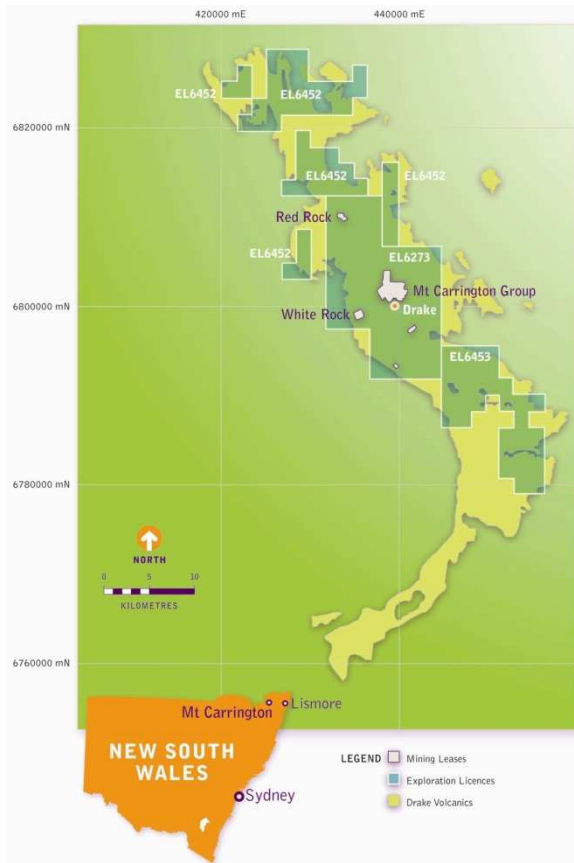 420000 mE
440000 mE
EL6452
EL6452
6820000 mN
EL6452
EL6452
Red Rock
EL6452
EL6273
Mt Carrington Group
6800000 mN
White Rock
Drake
EL6453
6780000 mN
NORTH
0
5
10
KILOMETRES
6760000 mN
Mt Carrington
Lismore
NEW SOUTH
WALES
Sydney
LEGEND
Mining Leases
Exploration Licences
Drake Volcanics